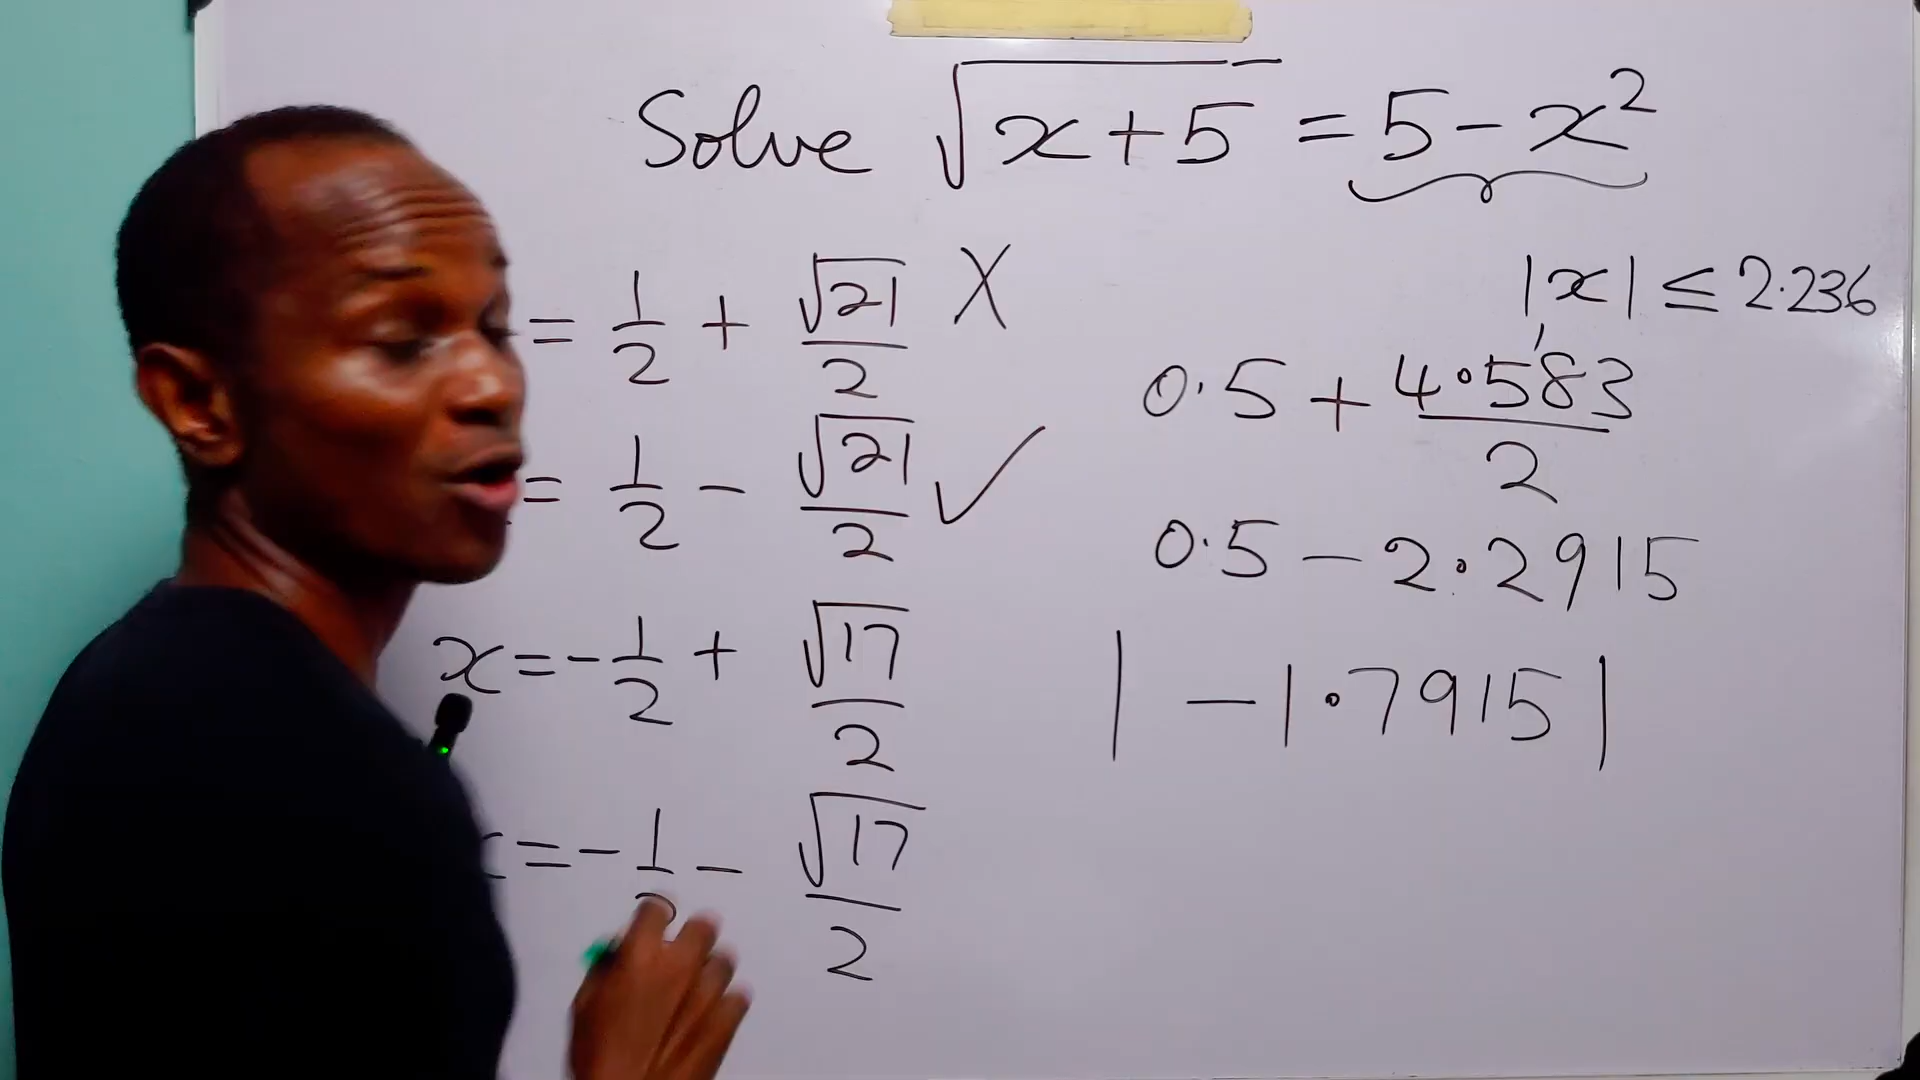 Solve √(x+5) = 5 - x²
|x| ≤ 2.236
= 1/2 + √21/2 X
0.5 + 4.583/2
= 1/2 - √21/2 ✓
0.5 - 2.2915
x = -1/2 + √17/2
|-1.7915|
= -1/2 - √17/2